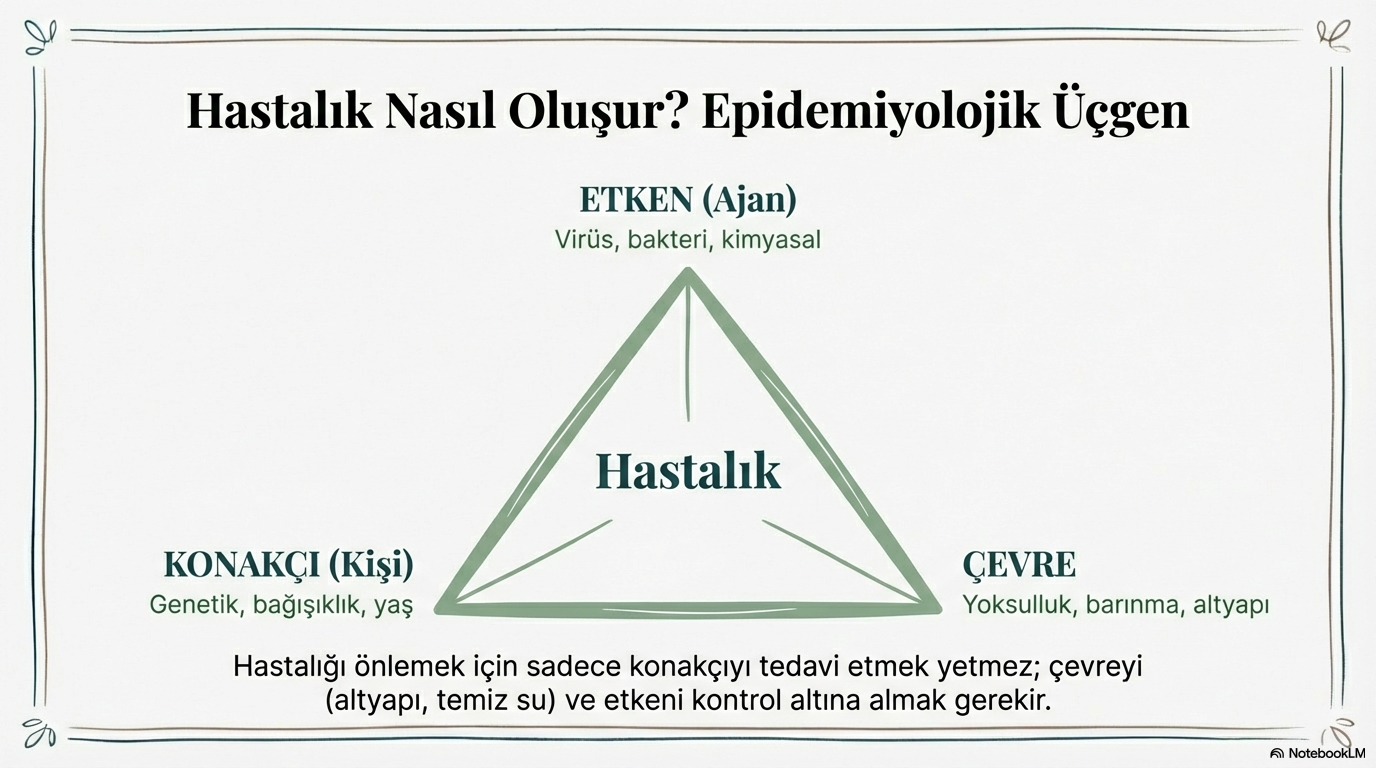 Hastalık Nasıl Oluşur? Epidemiyolojik Üçgen
ETKEN (Ajan)
Virüs, bakteri, kimyasal
Hastalık
KONAKÇI (Kişi)
Genetik, bağışıklık, yaş
ÇEVRE
Yoksulluk, barınma, altyapı
Hastalığı önlemek için sadece konakçıyı tedavi etmek yetmez; çevreyi
(altyapı, temiz su) ve etkeni kontrol altına almak gerekir.
NotebookLM